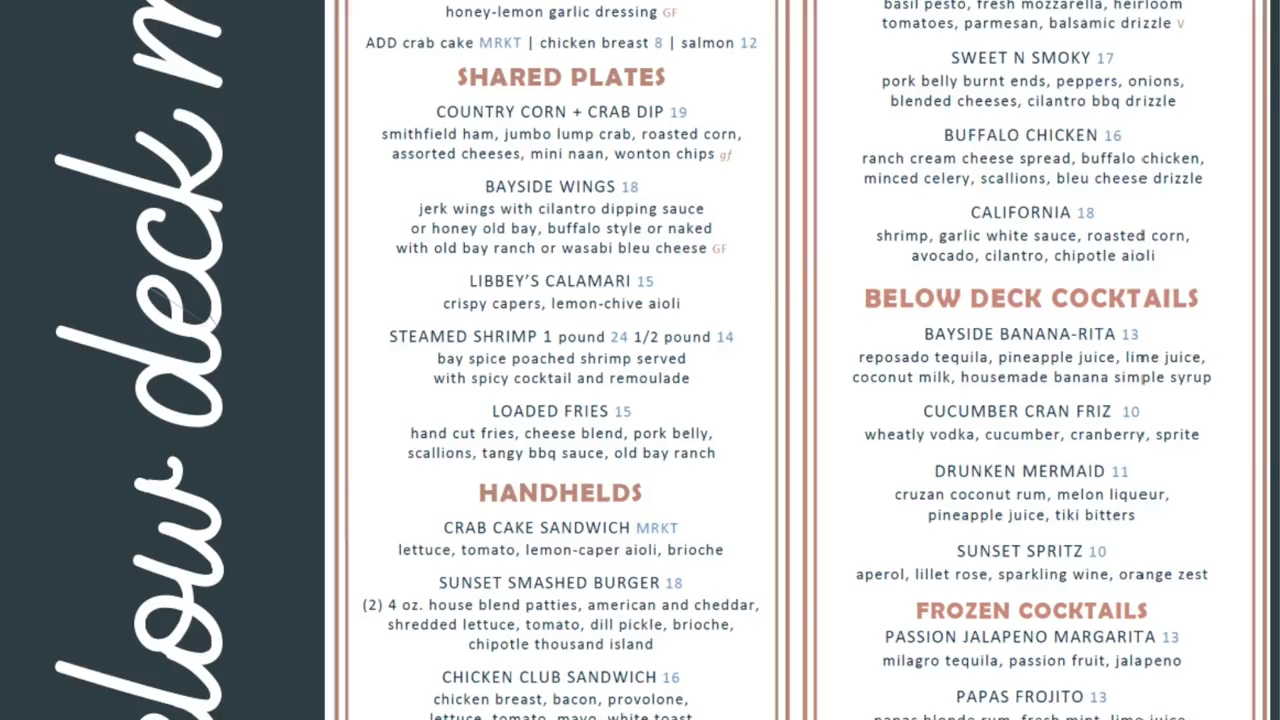 low deck m
honey-lemon garlic dressing GF
ADD crab cake MRKT | chicken breast 8 | salmon 12
SHARED PLATES
COUNTRY CORN + CRAB DIP 19
smithfield ham, jumbo lump crab, roasted corn,
assorted cheeses, mini naan, wonton chips gf
BAYSIDE WINGS 18
jerk wings with cilantro dipping sauce
or honey old bay, buffalo style or naked
with old bay ranch or wasabi bleu cheese GF
LIBBEY'S CALAMARI 15
crispy capers, lemon-chive aioli
STEAMED SHRIMP 1 pound 24 1/2 pound 14
bay spice poached shrimp served
with spicy cocktail and remoulade
LOADED FRIES 15
hand cut fries, cheese blend, pork belly,
scallions, tangy bbq sauce, old bay ranch
HANDHELDS
CRAB CAKE SANDWICH MRKT
lettuce, tomato, lemon-caper aioli, brioche
SUNSET SMASHED BURGER 18
(2) 4 oz. house blend patties, american and cheddar,
shredded lettuce, tomato, dill pickle, brioche,
chipotle thousand island
CHICKEN CLUB SANDWICH 16
chicken breast, bacon, provolone,
lettuce, tomato, mayo, white toast
basil pesto, fresh mozzarella, heirloom
tomatoes, parmesan, balsamic drizzle V
SWEET N SMOKY 17
pork belly burnt ends, peppers, onions,
blended cheeses, cilantro bbq drizzle
BUFFALO CHICKEN 16
ranch cream cheese spread, buffalo chicken,
minced celery, scallions, bleu cheese drizzle
CALIFORNIA 18
shrimp, garlic white sauce, roasted corn,
avocado, cilantro, chipotle aioli
BELOW DECK COCKTAILS
BAYSIDE BANANA-RITA 13
reposado tequila, pineapple juice, lime juice,
coconut milk, housemade banana simple syrup
CUCUMBER CRAN FRIZ 10
wheatly vodka, cucumber, cranberry, sprite
DRUNKEN MERMAID 11
cruzan coconut rum, melon liqueur,
pineapple juice, tiki bitters
SUNSET SPRITZ 10
aperol, lillet rose, sparkling wine, orange zest
FROZEN COCKTAILS
PASSION JALAPENO MARGARITA 13
milagro tequila, passion fruit, jalapeno
PAPAS FROJITO 13
papas blonde rum, fresh mint, lime juice